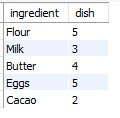 ingredient dish
Flour 5
Milk 3
Butter 4
Eggs 5
Cacao 2